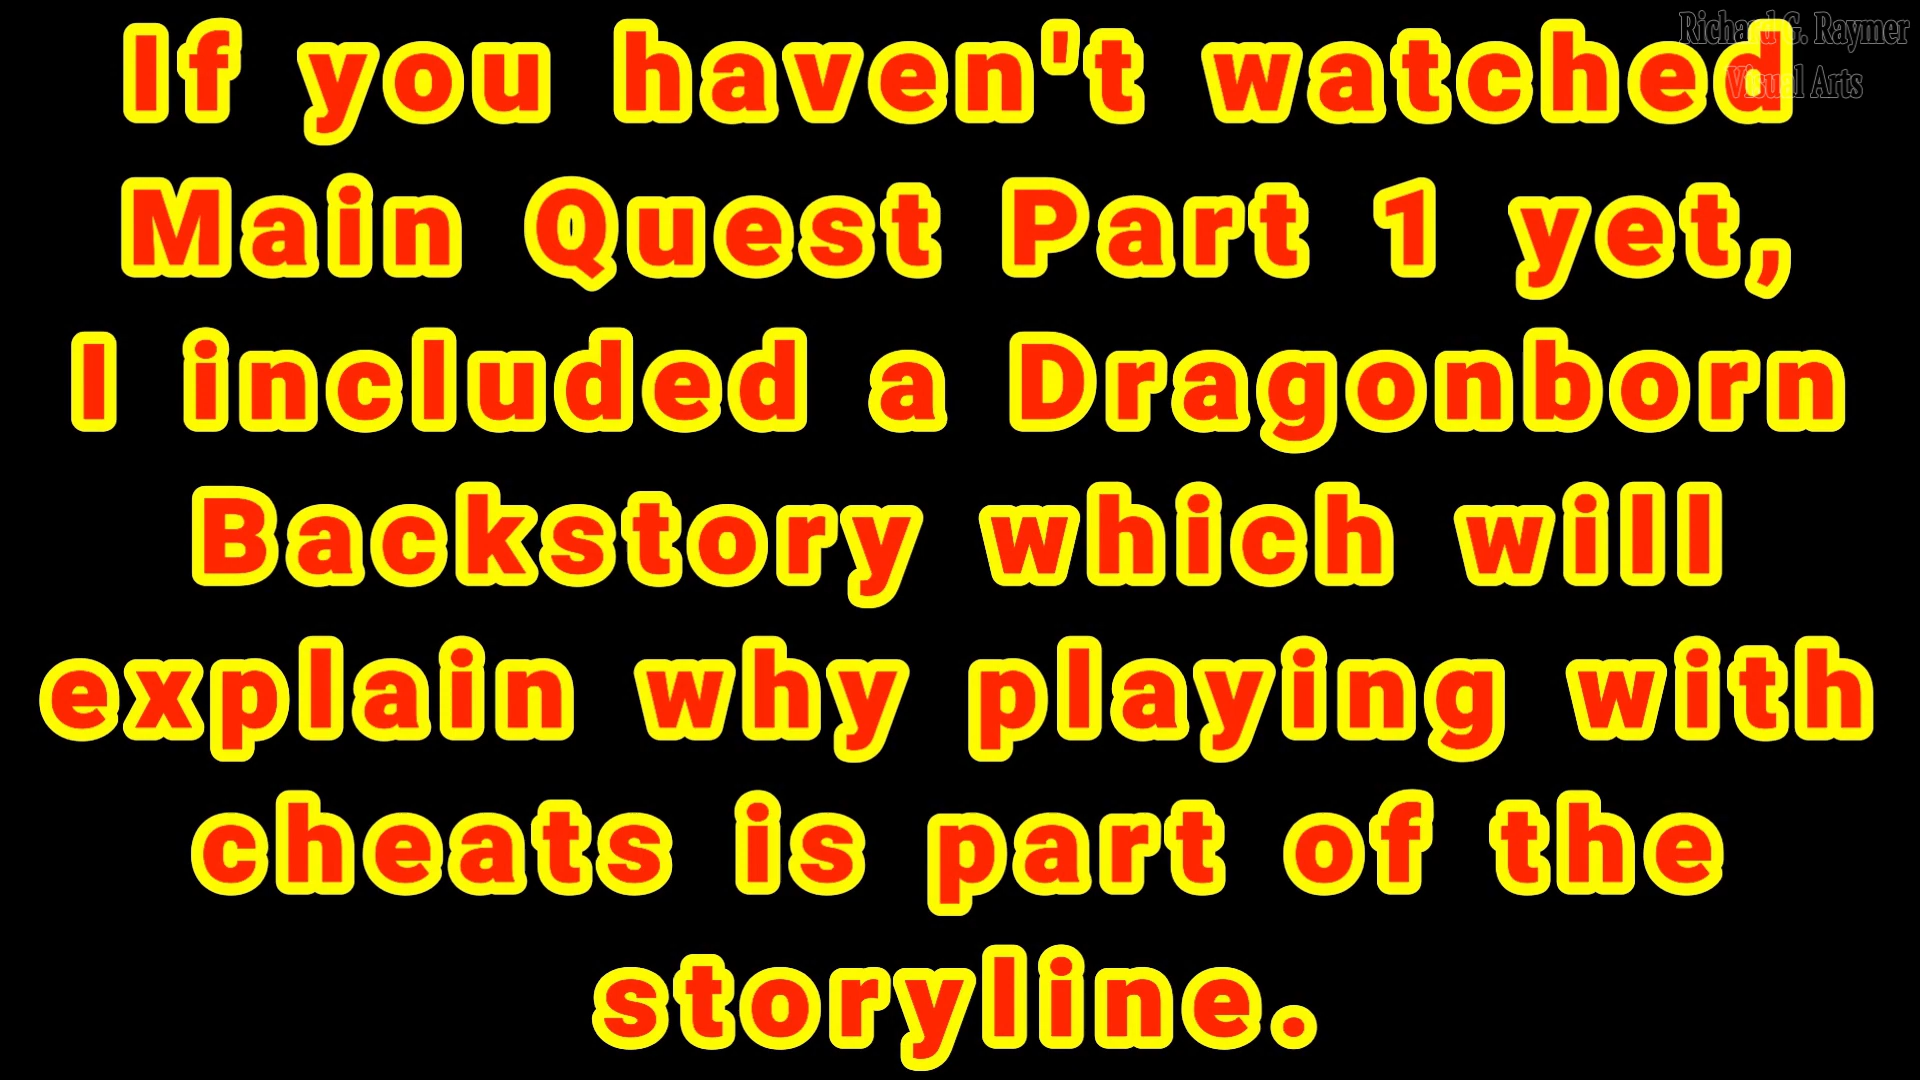 If you haven't watched
Main Quest Part 1 yet,
I included a Dragonborn
Backstory which will
explain why playing with
cheats is part of the
storyline.
Richard G. Raymer
Visual Arts